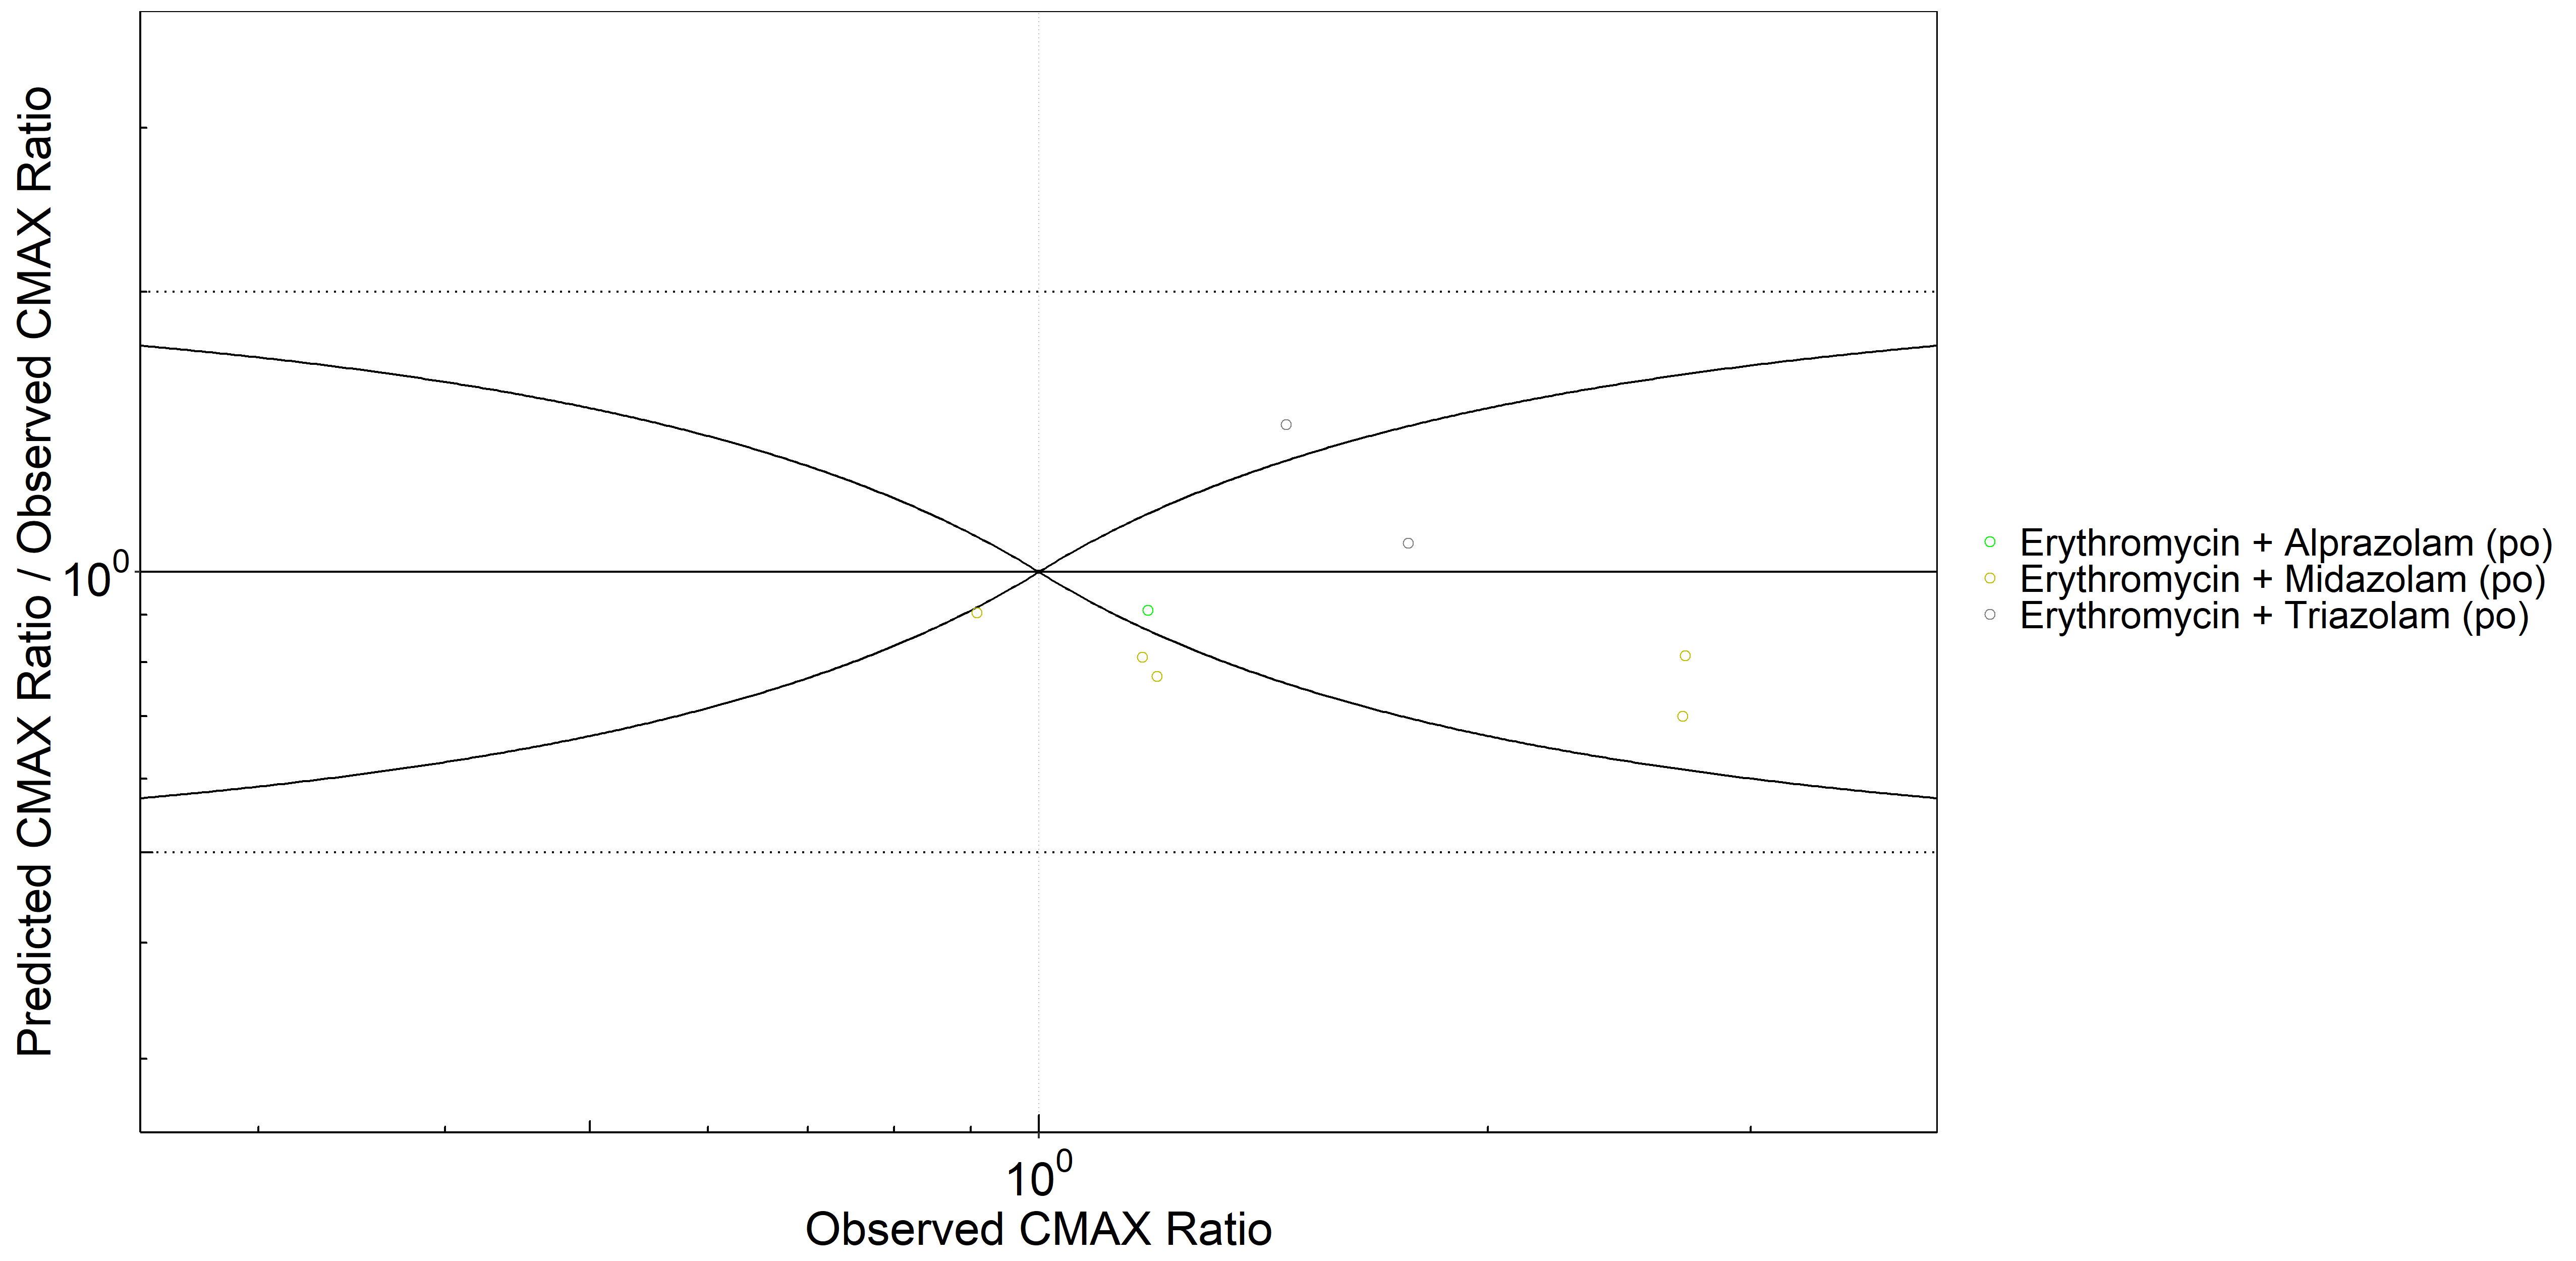 Predicted CMAX Ratio / Observed CMAX Ratio
10⁰
10⁰
Observed CMAX Ratio
Erythromycin + Alprazolam (po)
Erythromycin + Midazolam (po)
Erythromycin + Triazolam (po)